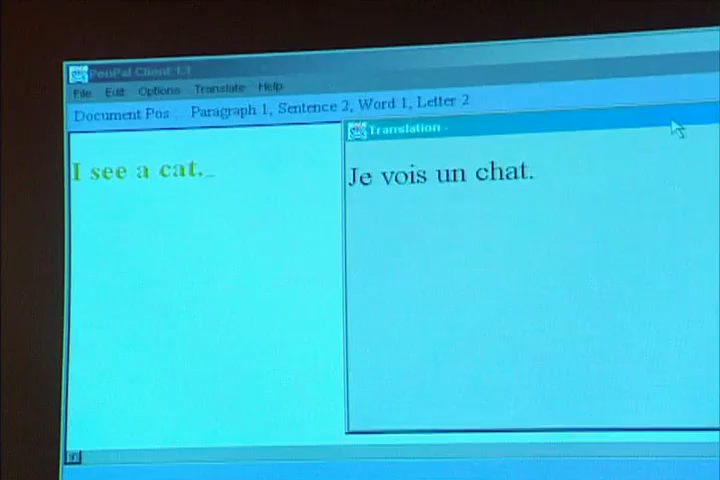 PenPal Client 1.1
File Edit Options Translate Help
Document Pos... Paragraph 1, Sentence 2, Word 1, Letter 2
Translation -
I see a cat.
Je vois un chat.